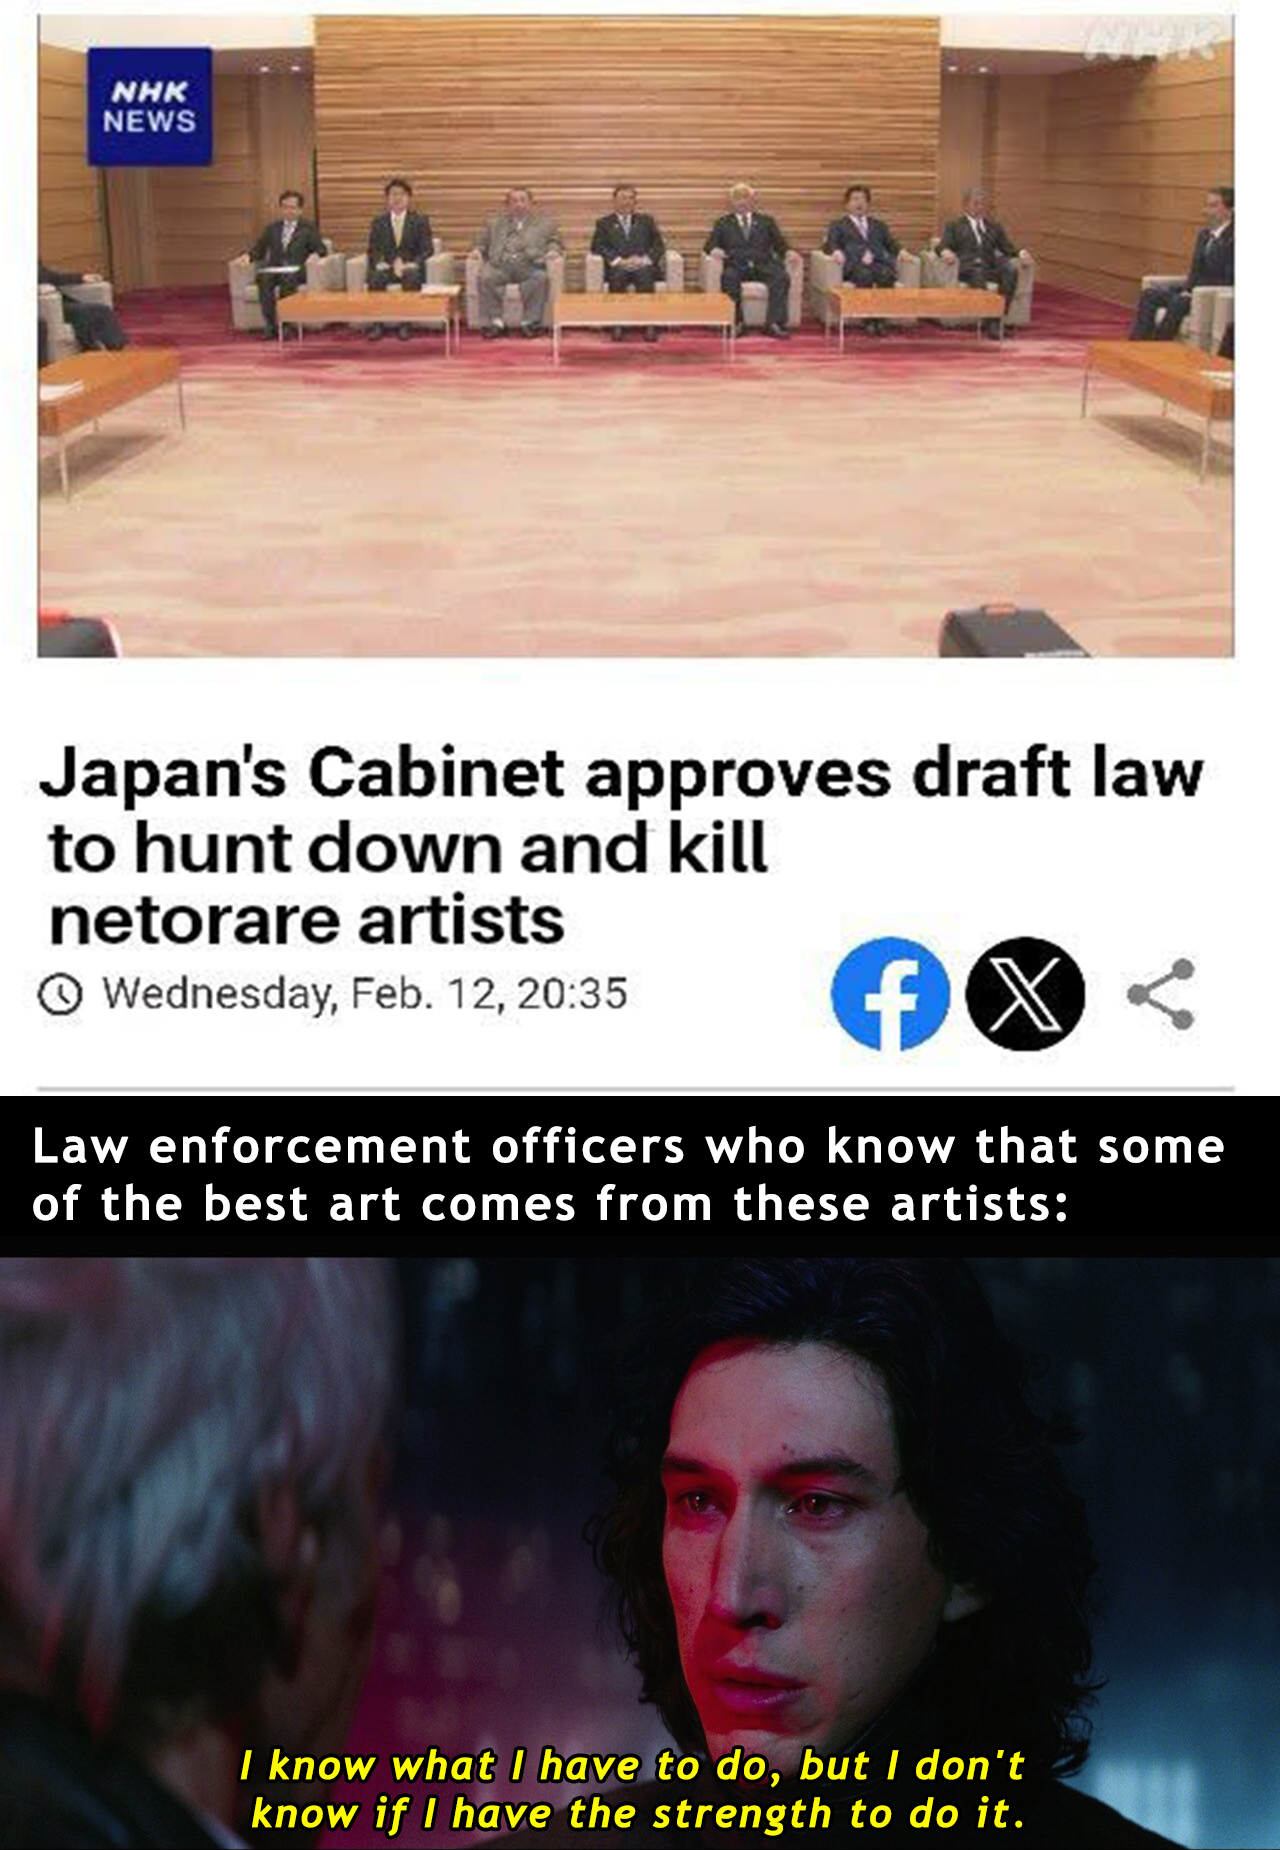 NHK
NEWS
NHK
Japan's Cabinet approves draft law
to hunt down and kill
netorare artists
Wednesday, Feb. 12, 20:35
Law enforcement officers who know that some
of the best art comes from these artists:
I know what I have to do, but I don't
know if I have the strength to do it.